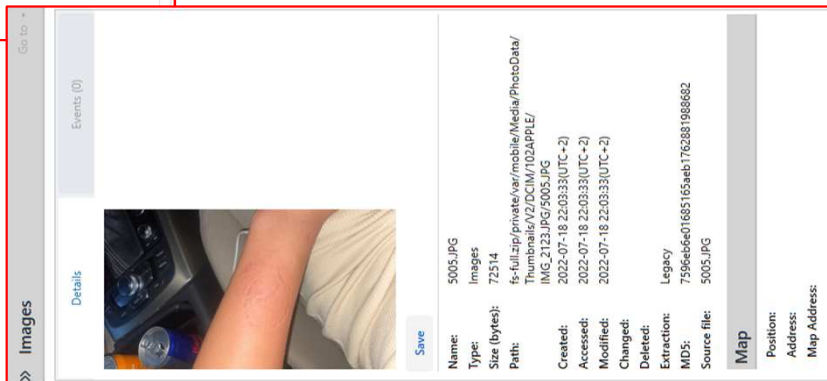 Images
Go to
Details
Events (0)
Save
Name: 5005.JPG
Type: Images
Size (bytes): 72514
Path: fs-full.zip/private/var/mobile/Media/PhotoData/
Thumbnails/V2/DCIM/102APPLE/
IMG_2123.JPG/5005.JPG
Created: 2022-07-18 22:03:33(UTC+2)
Accessed: 2022-07-18 22:03:33(UTC+2)
Modified: 2022-07-18 22:03:33(UTC+2)
Changed:
Deleted:
Extraction: Legacy
MD5: 7596eb6e01685165aeb1762881988682
Source file: 5005.JPG
Map
Position:
Address:
Map Address: